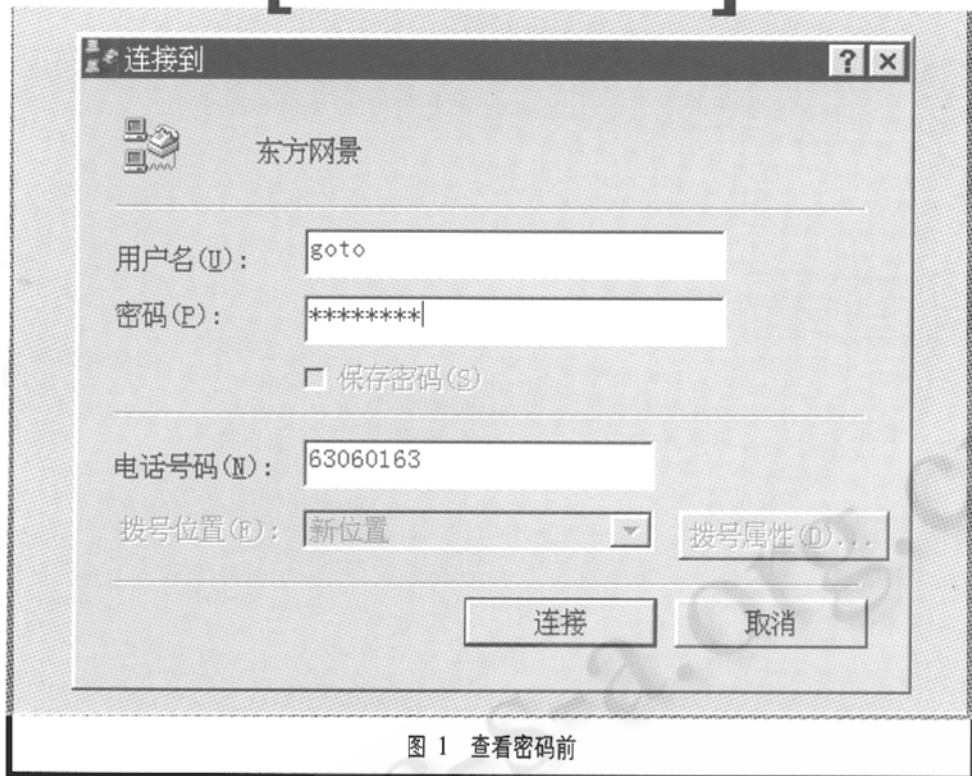 连接到
东方网景
用户名(U): goto
密码(P): ********
保存密码(S)
电话号码(N): 63060163
拨号位置(F): 新位置 拨号属性(D)...
连接 取消
图 1 查看密码前